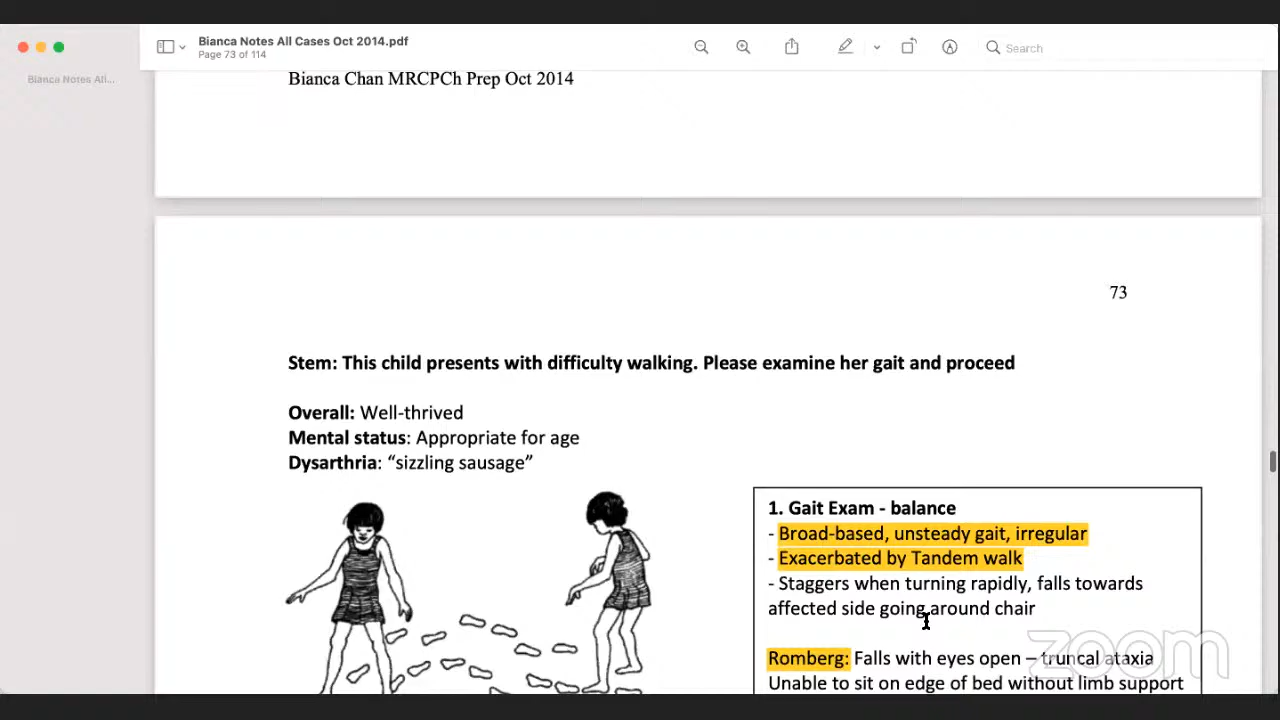 Bianca Notes All Cases Oct 2014.pdf
Page 73 of 114
Search
Bianca Notes All...
Bianca Chan MRCPCh Prep Oct 2014
73
Stem: This child presents with difficulty walking. Please examine her gait and proceed
Overall: Well-thrived
Mental status: Appropriate for age
Dysarthria: “sizzling sausage”
1. Gait Exam - balance
- Broad-based, unsteady gait, irregular
- Exacerbated by Tandem walk
- Staggers when turning rapidly, falls towards
affected side going around chair
Romberg: Falls with eyes open – truncal ataxia
Unable to sit on edge of bed without limb support
zoom